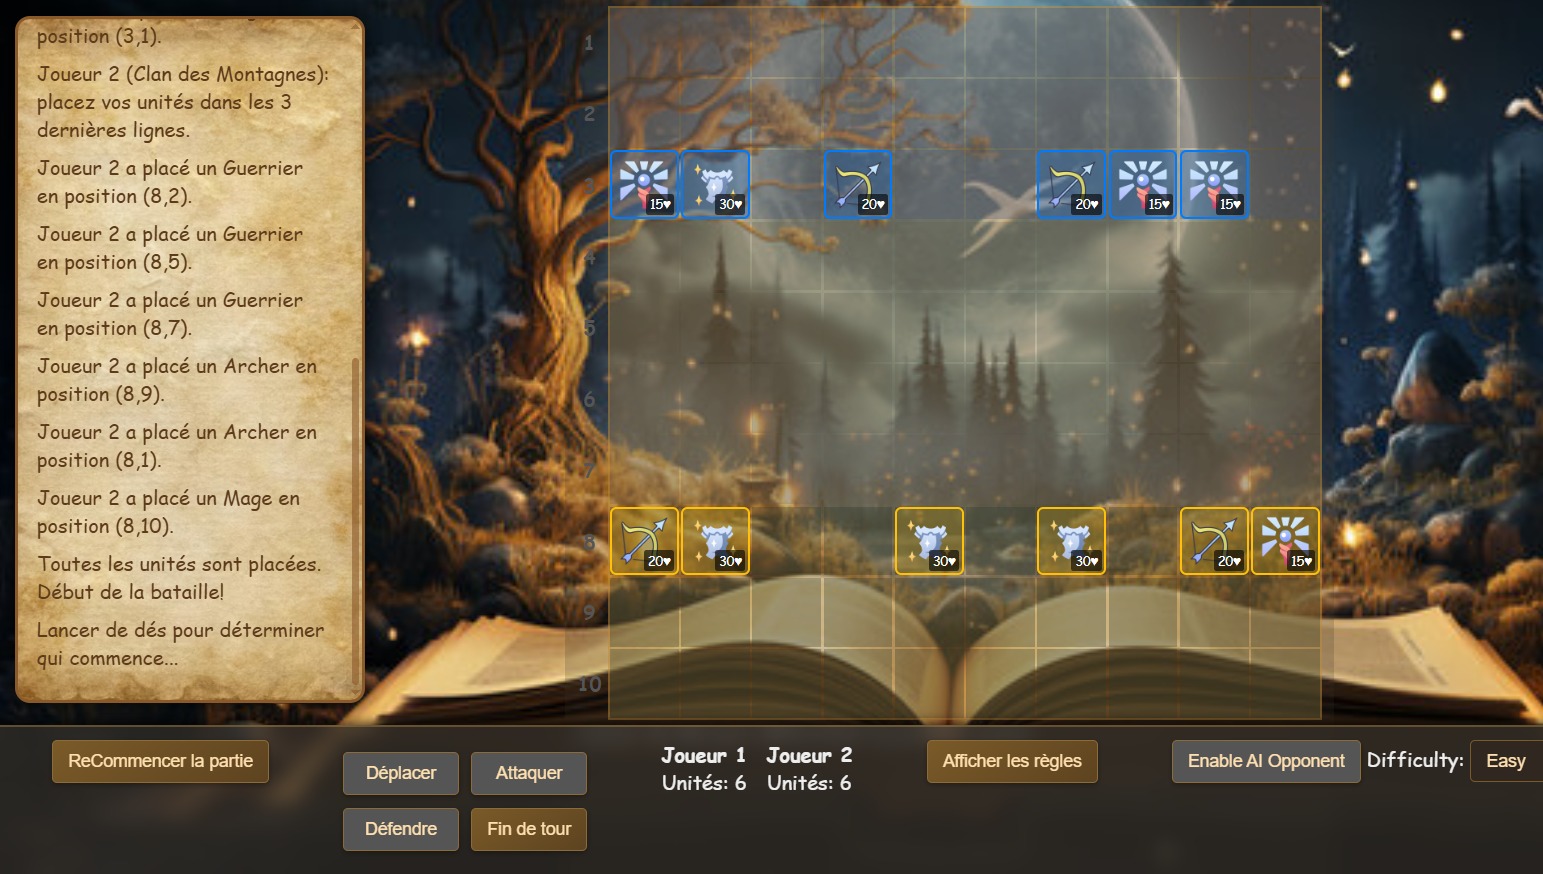 position (3,1).
Joueur 2 (Clan des Montagnes):
placez vos unités dans les 3
dernières lignes.
Joueur 2 a placé un Guerrier
en position (8,2).
Joueur 2 a placé un Guerrier
en position (8,5).
Joueur 2 a placé un Guerrier
en position (8,7).
Joueur 2 a placé un Archer en
position (8,9).
Joueur 2 a placé un Archer en
position (8,1).
Joueur 2 a placé un Mage en
position (8,10).
Toutes les unités sont placées.
Début de la bataille!
Lancer de dés pour déterminer
qui commence...
1
2
15♥ 30♥ 20♥ 20♥ 15♥ 15♥
4
5
6
7
8
20♥ 30♥ 30♥ 30♥ 20♥ 15♥
9
10
ReCommencer la partie
Déplacer
Attaquer
Défendre
Fin de tour
Joueur 1 Joueur 2
Unités: 6 Unités: 6
Afficher les règles
Enable AI Opponent
Difficulty:
Easy